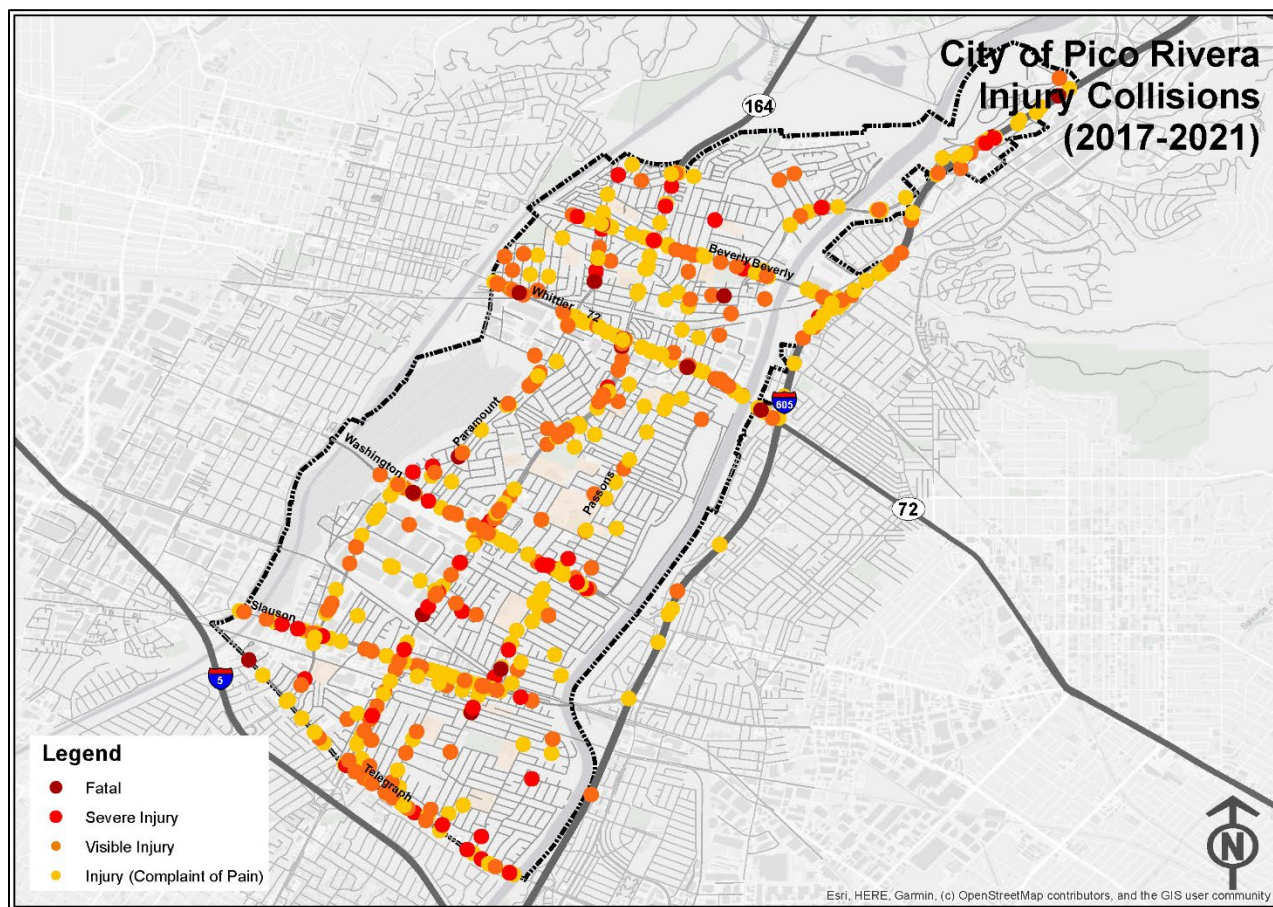 City of Pico Rivera
Injury Collisions
(2017-2021)
164
Beverly Beverly
Whittier
72
605
Paramount
Washington
Passons
72
Slauson
5
Telegraph
Legend
Fatal
Severe Injury
Visible Injury
Injury (Complaint of Pain)
N
Esri, HERE, Garmin, (c) OpenStreetMap contributors, and the GIS user community